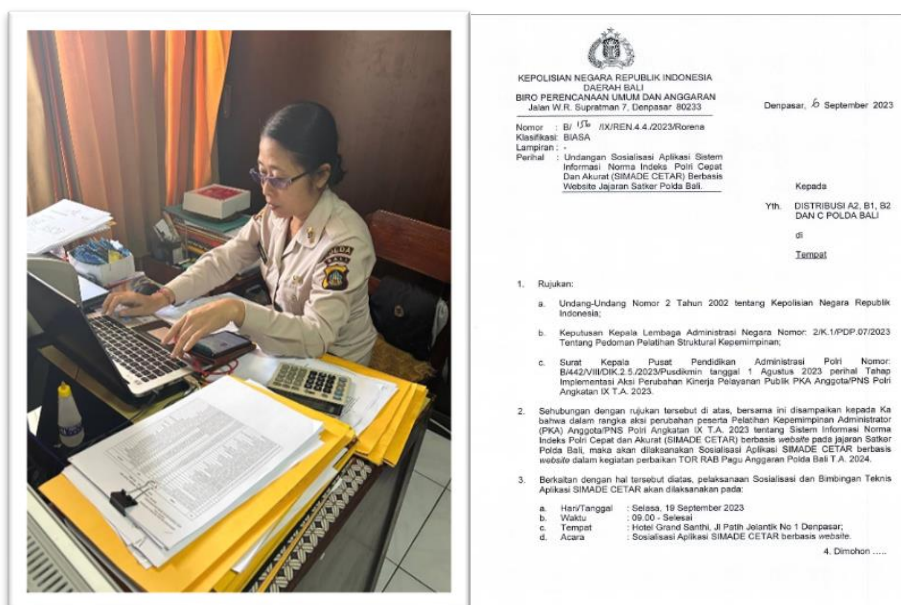 POLDA
BALI
KEPOLISIAN NEGARA REPUBLIK INDONESIA
DAERAH BALI
BIRO PERENCANAAN UMUM DAN ANGGARAN
Jalan W.R. Supratman 7, Denpasar 80233
Denpasar, 6 September 2023
Nomor : B/ 156 /IX/REN.4.4./2023/Rorena
Klasifikasi: BIASA
Lampiran : -
Perihal : Undangan Sosialisasi Aplikasi Sistem
Informasi Norma Indeks Polri Cepat
Dan Akurat (SIMADE CETAR) Berbasis
Website Jajaran Satker Polda Bali.
Kepada
Yth. DISTRIBUSI A2, B1, B2
DAN C POLDA BALI
di
Tempat
1. Rujukan:
a. Undang-Undang Nomor 2 Tahun 2002 tentang Kepolisian Negara Republik
Indonesia;
b. Keputusan Kepala Lembaga Administrasi Negara Nomor: 2/K.1/PDP.07/2023
Tentang Pedoman Pelatihan Struktural Kepemimpinan;
c. Surat Kepala Pusat Pendidikan Administrasi Polri Nomor:
B/442/VIII/DIK.2.5./2023/Pusdikmin tanggal 1 Agustus 2023 perihal Tahap
Implementasi Aksi Perubahan Kinerja Pelayanan Publik PKA Anggota/PNS Polri
Angkatan IX T.A. 2023.
2. Sehubungan dengan rujukan tersebut di atas, bersama ini disampaikan kepada Ka
bahwa dalam rangka aksi perubahan peserta Pelatihan Kepemimpinan Administrator
(PKA) Anggota/PNS Polri Angkatan IX T.A. 2023 tentang Sistem Informasi Norma
Indeks Polri Cepat dan Akurat (SIMADE CETAR) berbasis website pada jajaran Satker
Polda Bali, maka akan dilaksanakan Sosialisasi Aplikasi SIMADE CETAR berbasis
website dalam kegiatan perbaikan TOR RAB Pagu Anggaran Polda Bali T.A. 2024.
3. Berkaitan dengan hal tersebut diatas, pelaksanaan Sosialisasi dan Bimbingan Teknis
Aplikasi SIMADE CETAR akan dilaksanakan pada:
a. Hari/Tanggal : Selasa, 19 September 2023
b. Waktu : 09.00 - Selesai
c. Tempat : Hotel Grand Santhi, Jl Patih Jelantik No 1 Denpasar;
d. Acara : Sosialisasi Aplikasi SIMADE CETAR berbasis website.
4. Dimohon .....